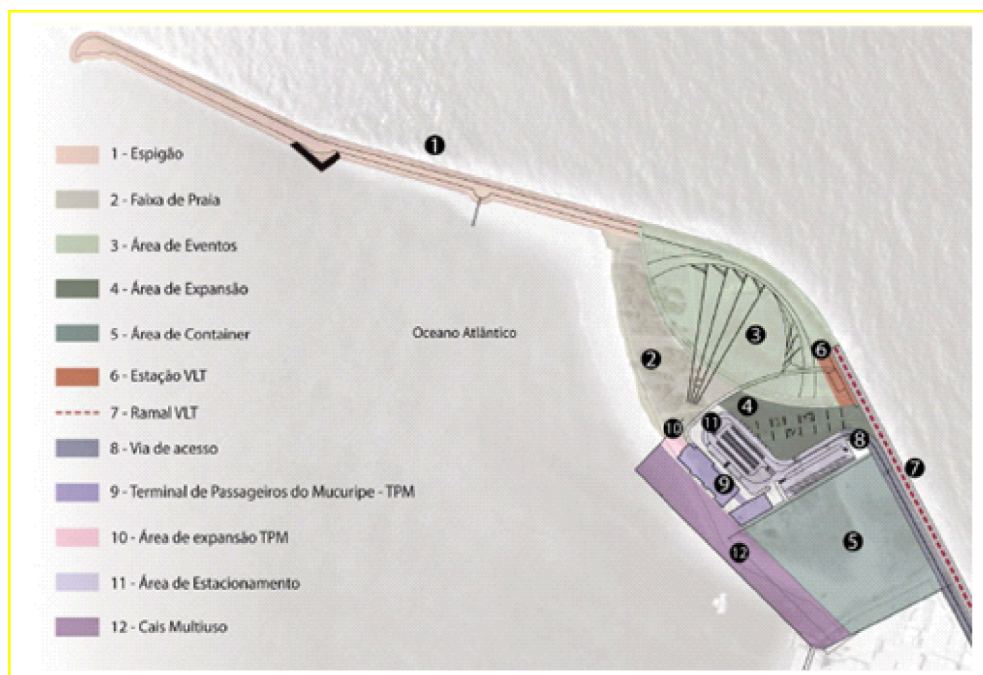 1 - Espigão
2 - Faixa de Praia
3 - Área de Eventos
4 - Área de Expansão
5 - Área de Container
6 - Estação VLT
7 - Ramal VLT
8 - Via de acesso
9 - Terminal de Passageiros do Mucuripe - TPM
10 - Área de expansão TPM
11 - Área de Estacionamento
12 - Cais Multiuso
Oceano Atlântico
1
2
3
6
4
11
10
8
7
9
5
12